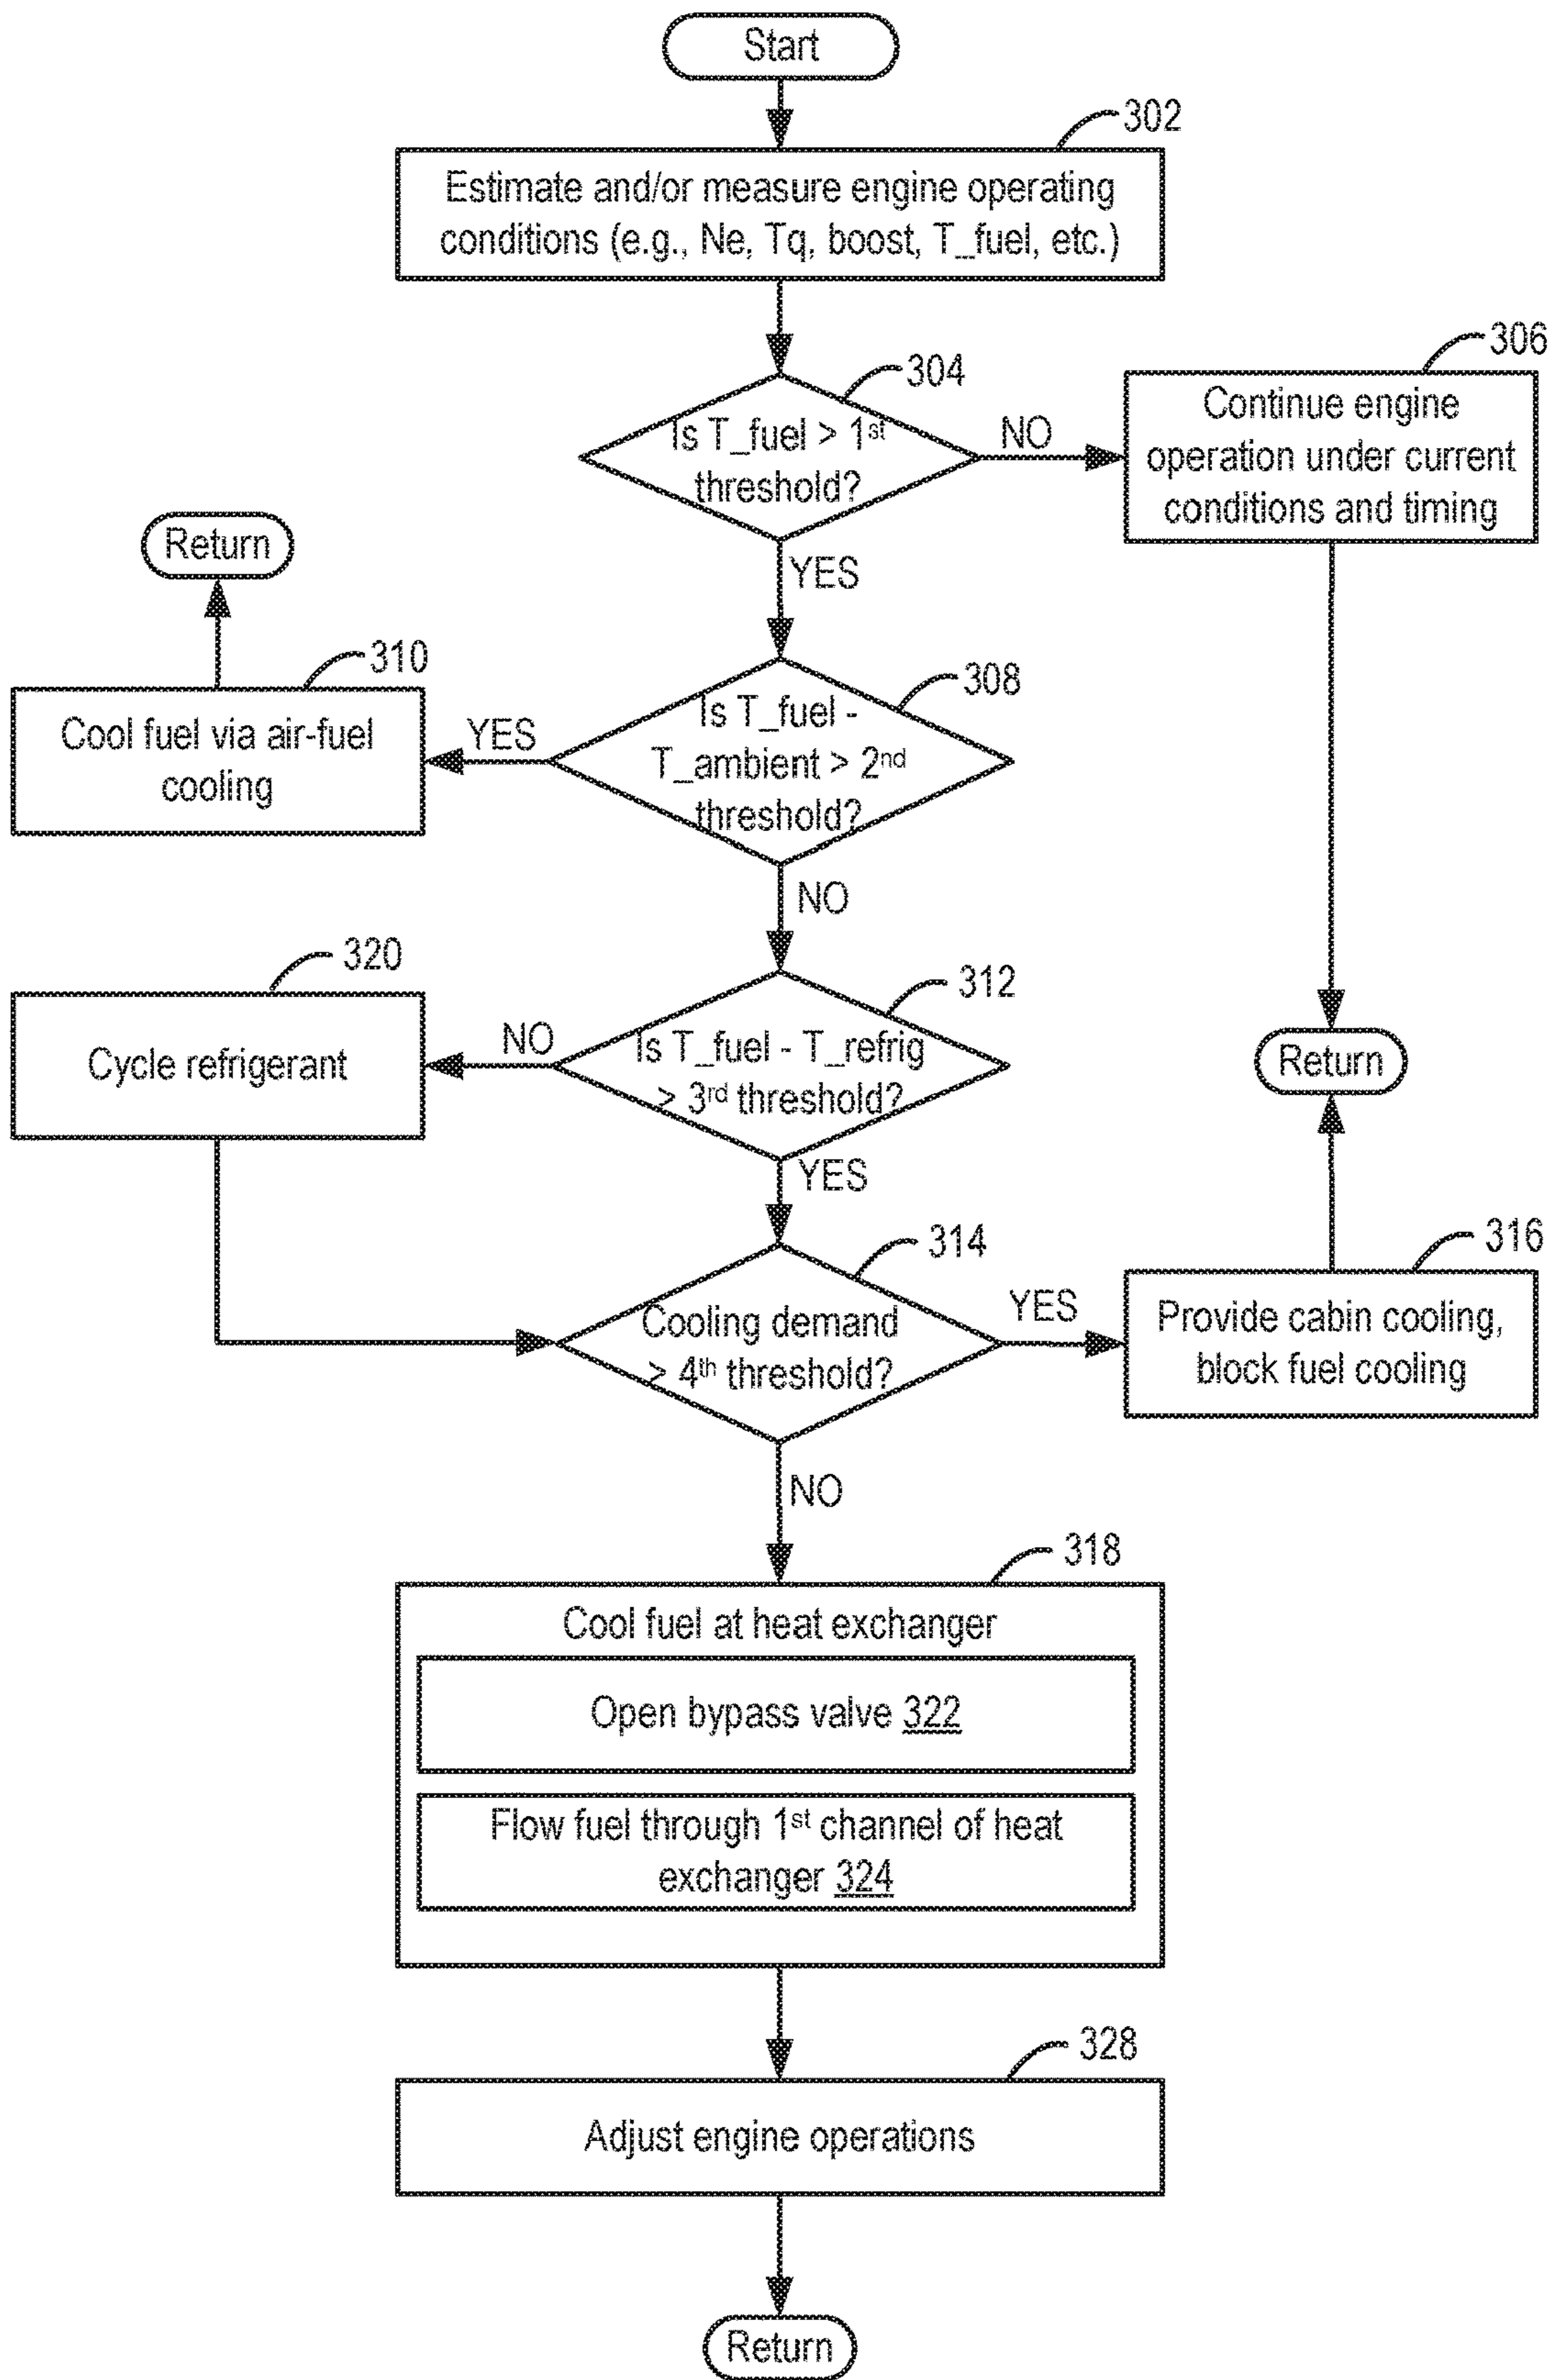 Start
302
Estimate and/or measure engine operating
conditions (e.g., Ne, Tq, boost, T_fuel, etc.)
304
Is T_fuel > 1st
threshold?
NO
306
Continue engine
operation under current
conditions and timing
YES
Return
310
Cool fuel via air-fuel
cooling
YES
308
Is T_fuel -
T_ambient > 2nd
threshold?
NO
320
Cycle refrigerant
NO
312
Is T_fuel - T_refrig
> 3rd threshold?
Return
YES
314
Cooling demand
> 4th threshold?
YES
316
Provide cabin cooling,
block fuel cooling
NO
318
Cool fuel at heat exchanger
Open bypass valve 322
Flow fuel through 1st channel of heat
exchanger 324
328
Adjust engine operations
Return